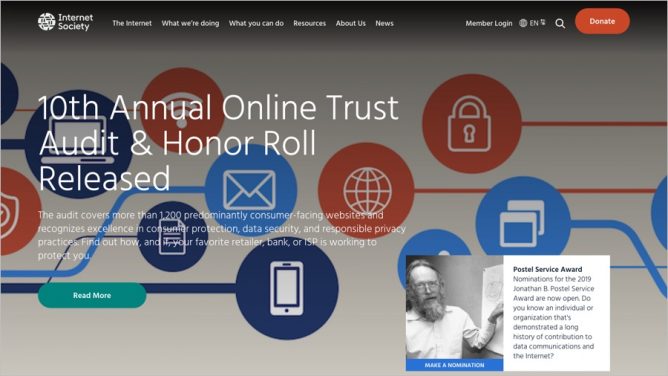 Internet
Society
The Internet
What we're doing
What you can do
Resources
About Us
News
Member Login
EN
Donate
10th Annual Online Trust
Audit & Honor Roll
Released
The audit covers more than 1,200 predominantly consumer-facing websites and
recognizes excellence in consumer protection, data security, and responsible privacy
practices. Find out how, and if, your favorite retailer, bank, or ISP is working to
protect you.
Read More
Postel Service Award
Nominations for the 2019
Jonathan B. Postel Service
Award are now open. Do
you know an individual or
organization that's
demonstrated a long
history of contribution to
data communications and
the Internet?
MAKE A NOMINATION